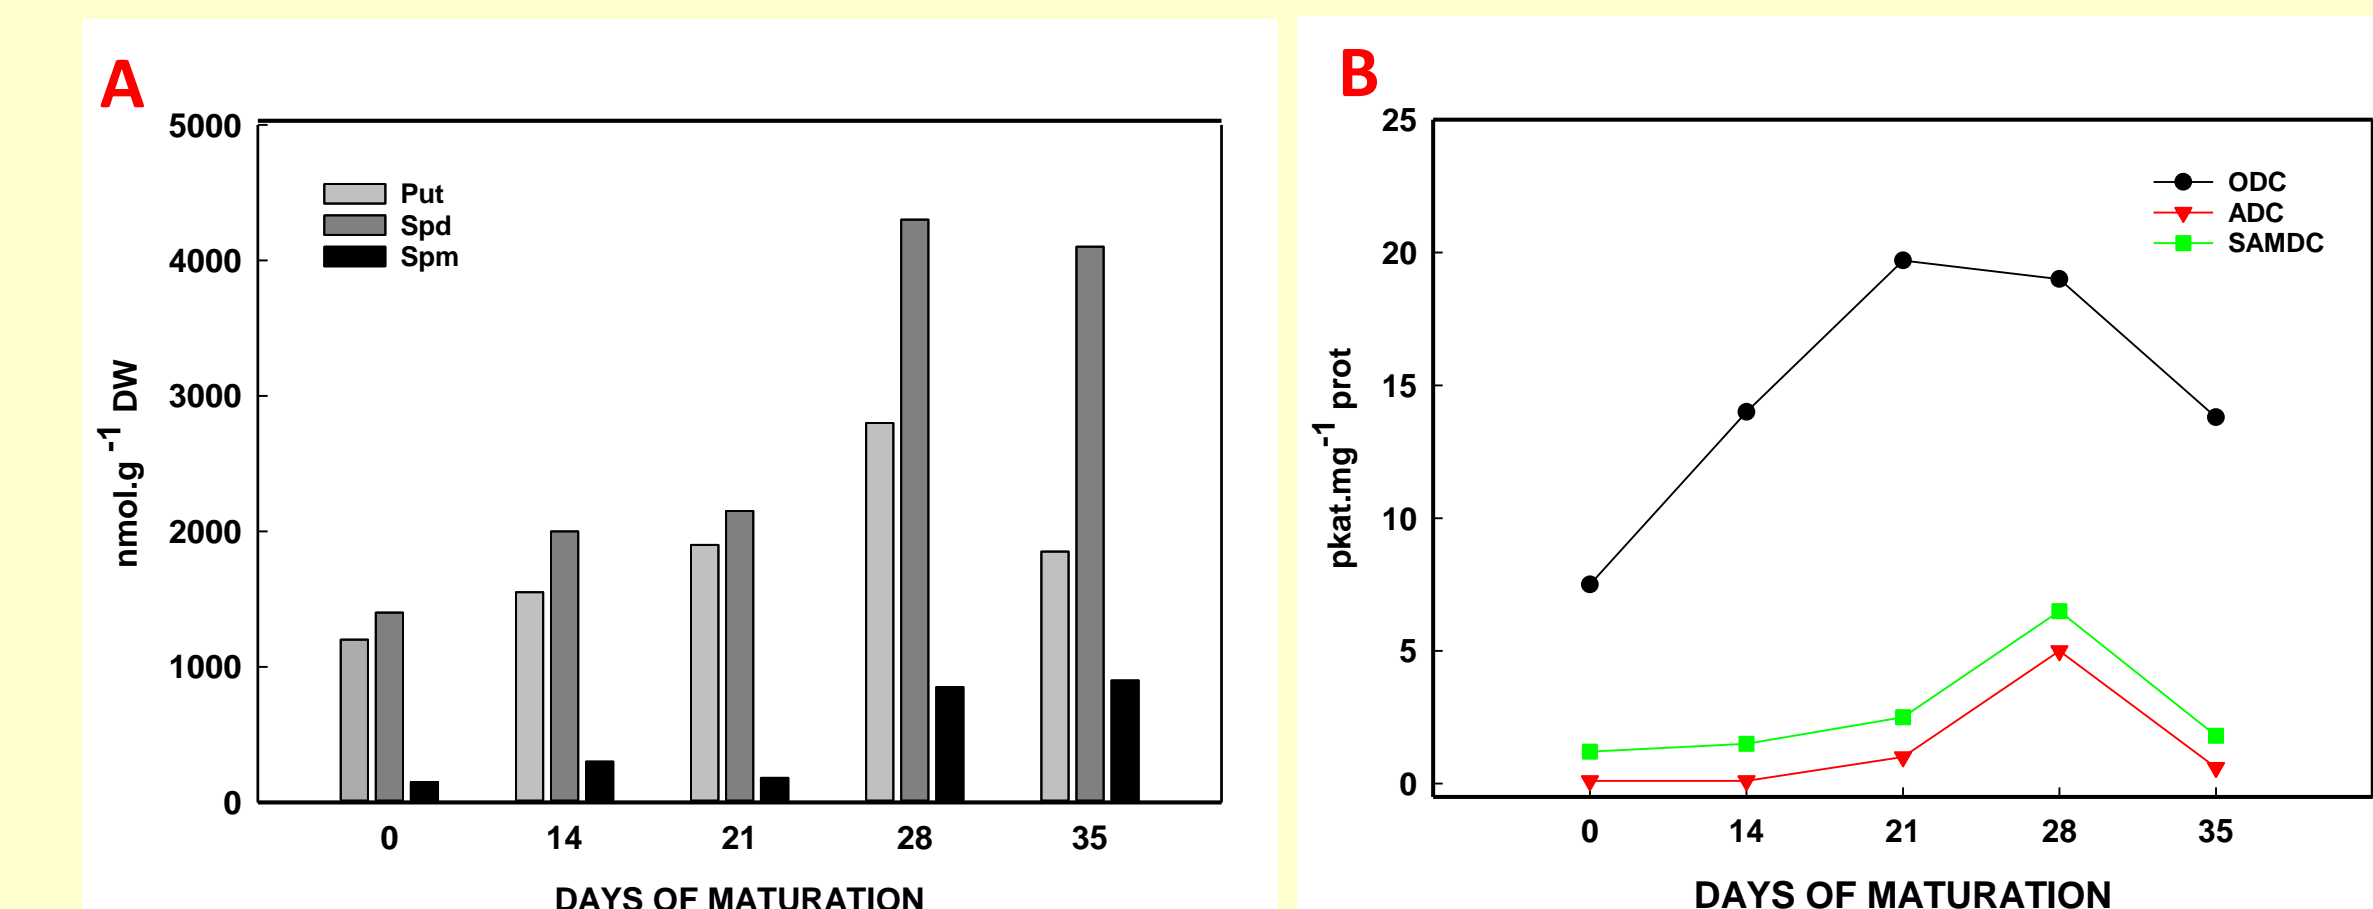 A
5000
4000
3000
2000
1000
0
nmol.g⁻¹ DW
Put
Spd
Spm
0 14 21 28 35
DAYS OF MATURATION
B
25
20
15
10
5
0
pkat.mg⁻¹ prot
ODC
ADC
SAMDC
0 14 21 28 35
DAYS OF MATURATION